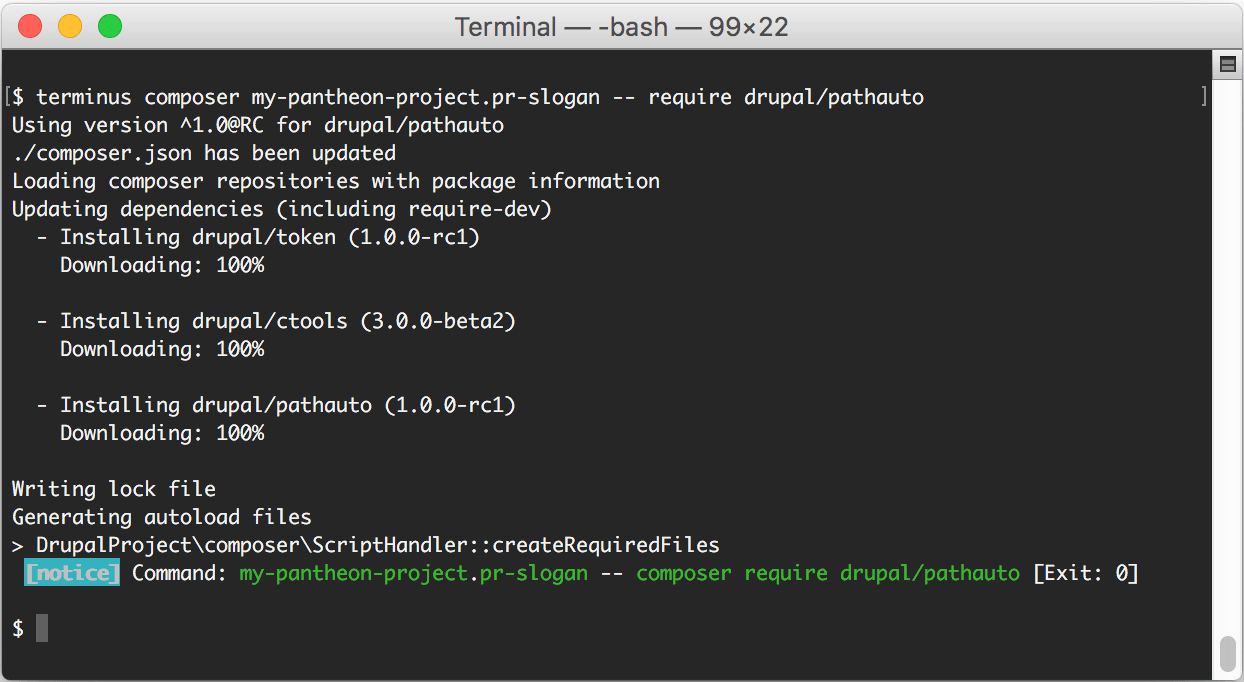 Terminal — -bash — 99×22
[$ terminus composer my-pantheon-project.pr-slogan -- require drupal/pathauto ]
Using version ^1.0@RC for drupal/pathauto
./composer.json has been updated
Loading composer repositories with package information
Updating dependencies (including require-dev)
  - Installing drupal/token (1.0.0-rc1)
    Downloading: 100%
  - Installing drupal/ctools (3.0.0-beta2)
    Downloading: 100%
  - Installing drupal/pathauto (1.0.0-rc1)
    Downloading: 100%
Writing lock file
Generating autoload files
> DrupalProject\composer\ScriptHandler::createRequiredFiles
 [notice] Command: my-pantheon-project.pr-slogan -- composer require drupal/pathauto [Exit: 0]
$